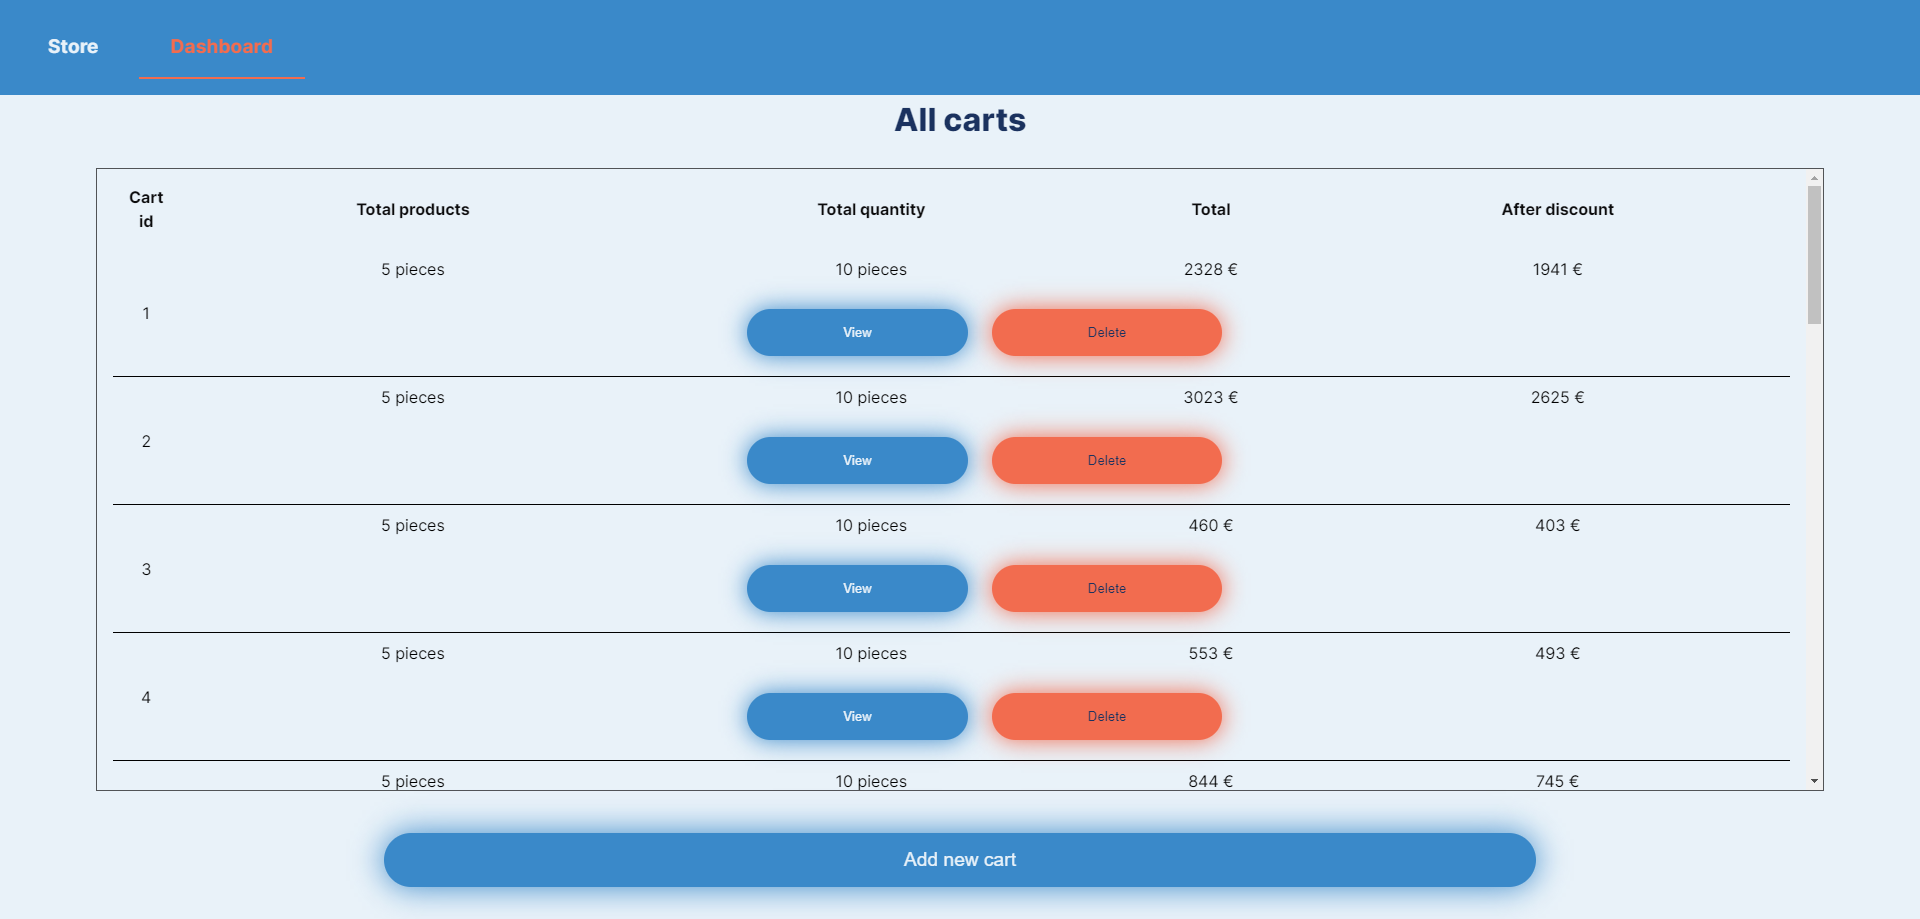 Store Dashboard
All carts
Cart id Total products Total quantity Total After discount
5 pieces 10 pieces 2328 € 1941 €
1
View Delete
5 pieces 10 pieces 3023 € 2625 €
2
View Delete
5 pieces 10 pieces 460 € 403 €
3
View Delete
5 pieces 10 pieces 553 € 493 €
4
View Delete
5 pieces 10 pieces 844 € 745 €
Add new cart